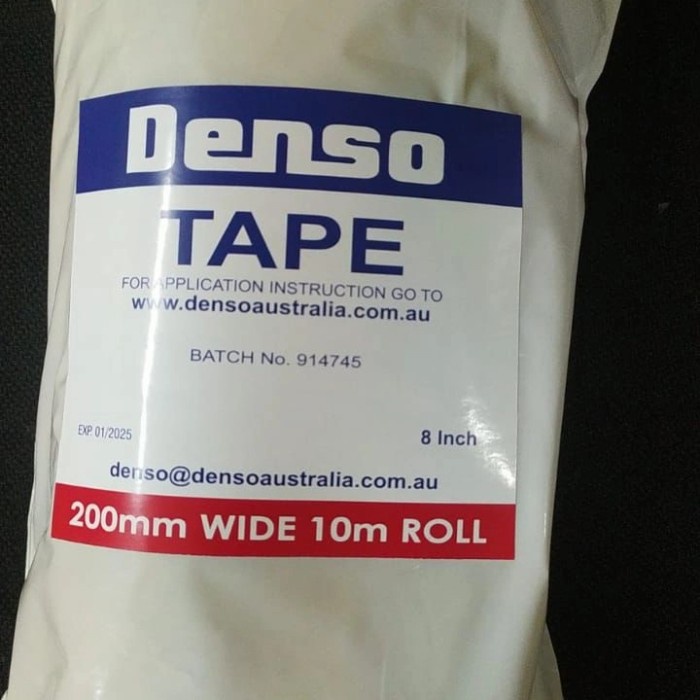 Denso
TAPE
FOR APPLICATION INSTRUCTION GO TO
www.densoaustralia.com.au
BATCH No. 914745
EXP. 01/2025
8 Inch
denso@densoaustralia.com.au
200mm WIDE 10m ROLL